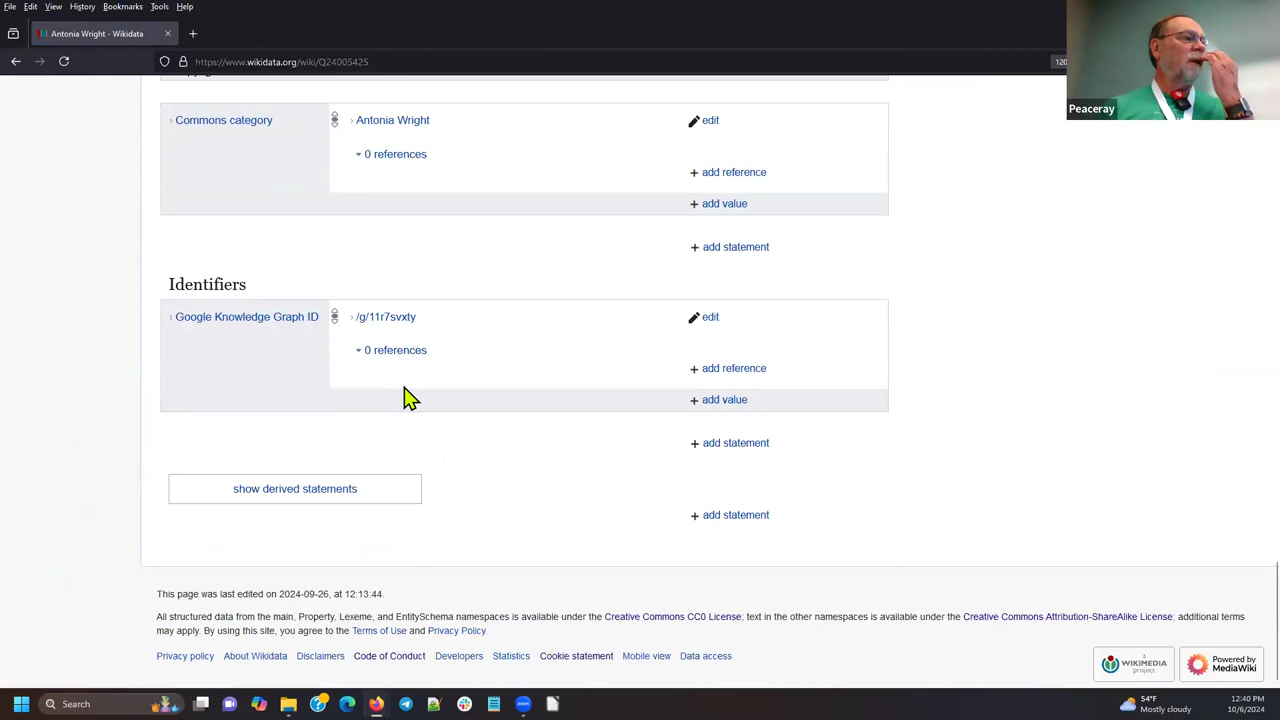 File Edit View History Bookmarks Tools Help
Antonia Wright - Wikidata
https://www.wikidata.org/wiki/Q24005425
120
Peaceray
Commons category
Antonia Wright
edit
0 references
+ add reference
+ add value
+ add statement
Identifiers
Google Knowledge Graph ID
/g/11r7svxty
edit
0 references
+ add reference
+ add value
+ add statement
show derived statements
+ add statement
This page was last edited on 2024-09-26, at 12:13:44.
All structured data from the main, Property, Lexeme, and EntitySchema namespaces is available under the Creative Commons CC0 License; text in the other namespaces is available under the Creative Commons Attribution-ShareAlike License; additional terms
may apply. By using this site, you agree to the Terms of Use and Privacy Policy.
Privacy policy About Wikidata Disclaimers Code of Conduct Developers Statistics Cookie statement Mobile view Data access
a WIKIMEDIA project
Powered by MediaWiki
Search
54°F
Mostly cloudy
12:40 PM
10/6/2024